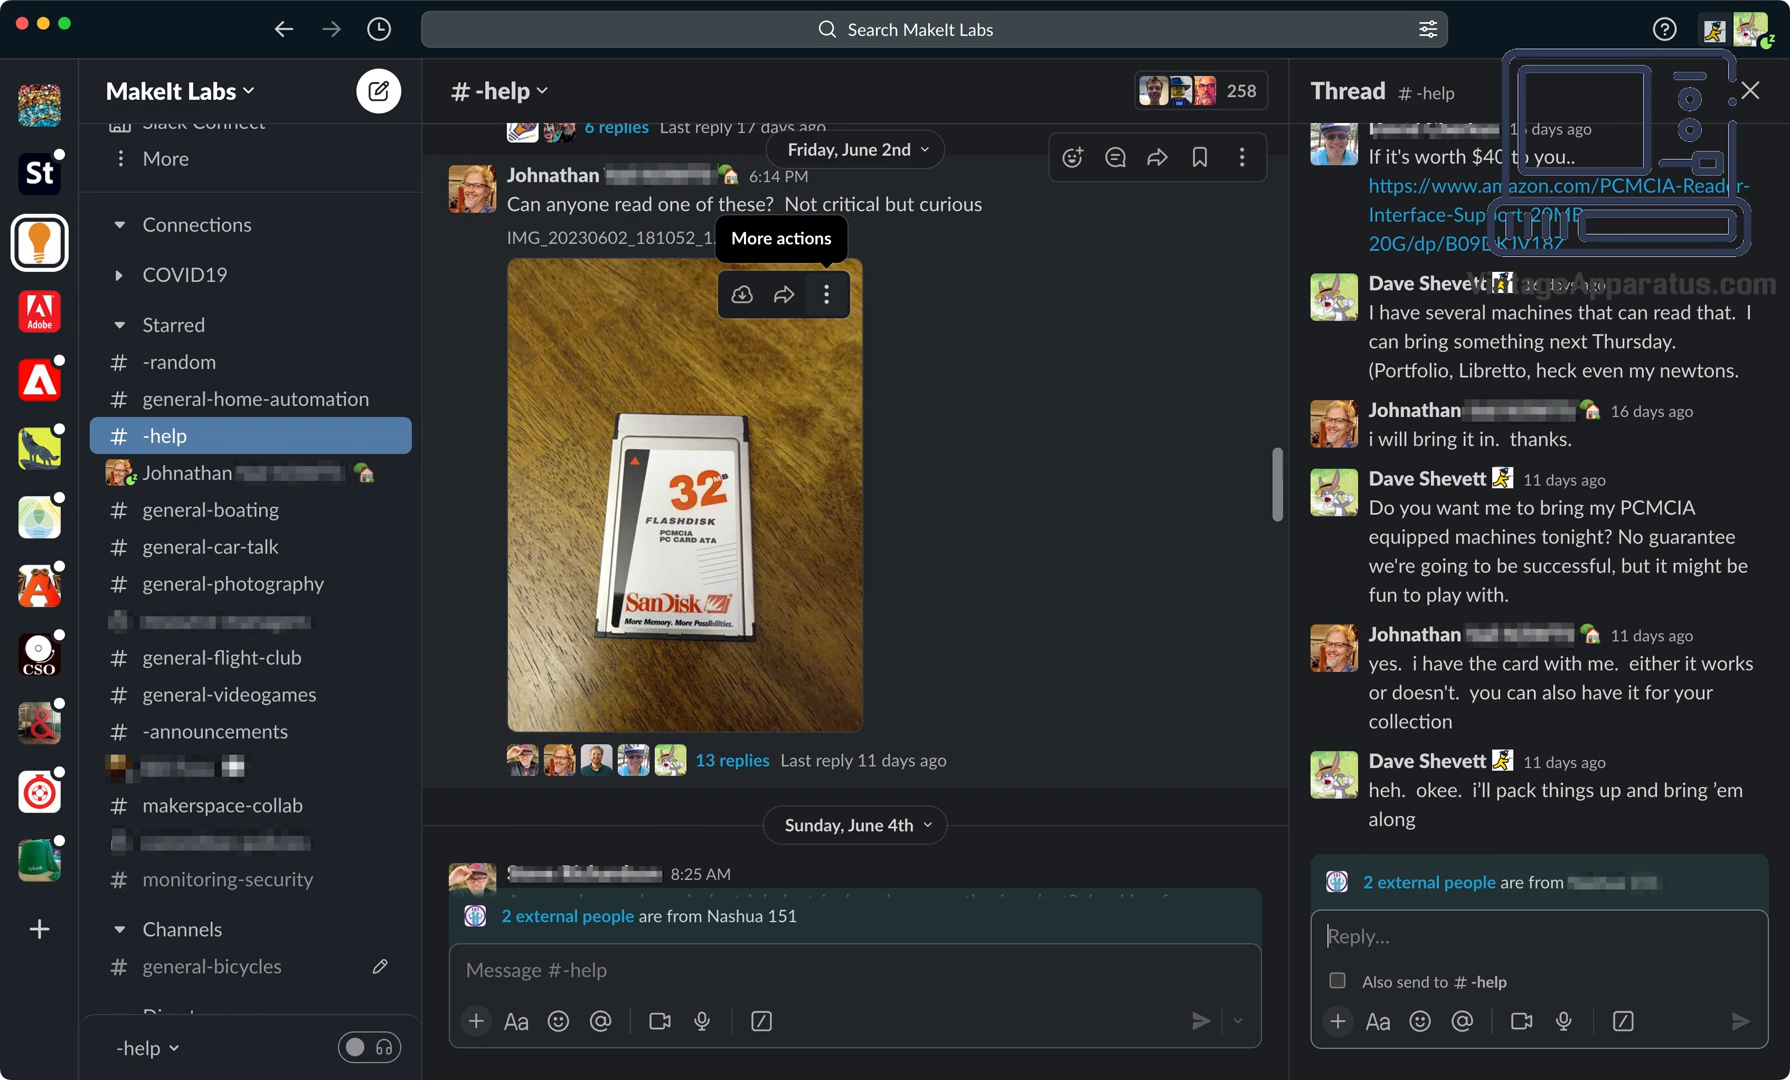 Search MakeIt Labs
MakeIt Labs
Slack Connect
More
Connections
COVID19
Starred
# -random
# general-home-automation
# -help
Johnathan
# general-boating
# general-car-talk
# general-photography
# general-flight-club
# general-videogames
# -announcements
# makerspace-collab
# monitoring-security
Channels
# general-bicycles
-help
St
Adobe
CSO
# -help
258
6 replies Last reply 17 days ago
Friday, June 2nd
Johnathan 6:14 PM
Can anyone read one of these? Not critical but curious
IMG_20230602_181052_1.
More actions
32MB
FLASHDISK
PCMCIA
PC CARD ATA
SanDisk
More Memory. More Possibilities.
13 replies Last reply 11 days ago
Sunday, June 4th
8:25 AM
2 external people are from Nashua 151
Message # -help
Aa
Thread # -help
days ago
If it's worth $40 to you..
https://www.amazon.com/PCMCIA-Reader-
Interface-Support-20MB-
20G/dp/B09DKJV18Z
VintageApparatus.com
Dave Shevett 16 days ago
I have several machines that can read that. I
can bring something next Thursday.
(Portfolio, Libretto, heck even my newtons.
Johnathan 16 days ago
i will bring it in. thanks.
Dave Shevett 11 days ago
Do you want me to bring my PCMCIA
equipped machines tonight? No guarantee
we're going to be successful, but it might be
fun to play with.
Johnathan 11 days ago
yes. i have the card with me. either it works
or doesn't. you can also have it for your
collection
Dave Shevett 11 days ago
heh. okee. i'll pack things up and bring 'em
along
2 external people are from
Reply...
Also send to # -help
Aa